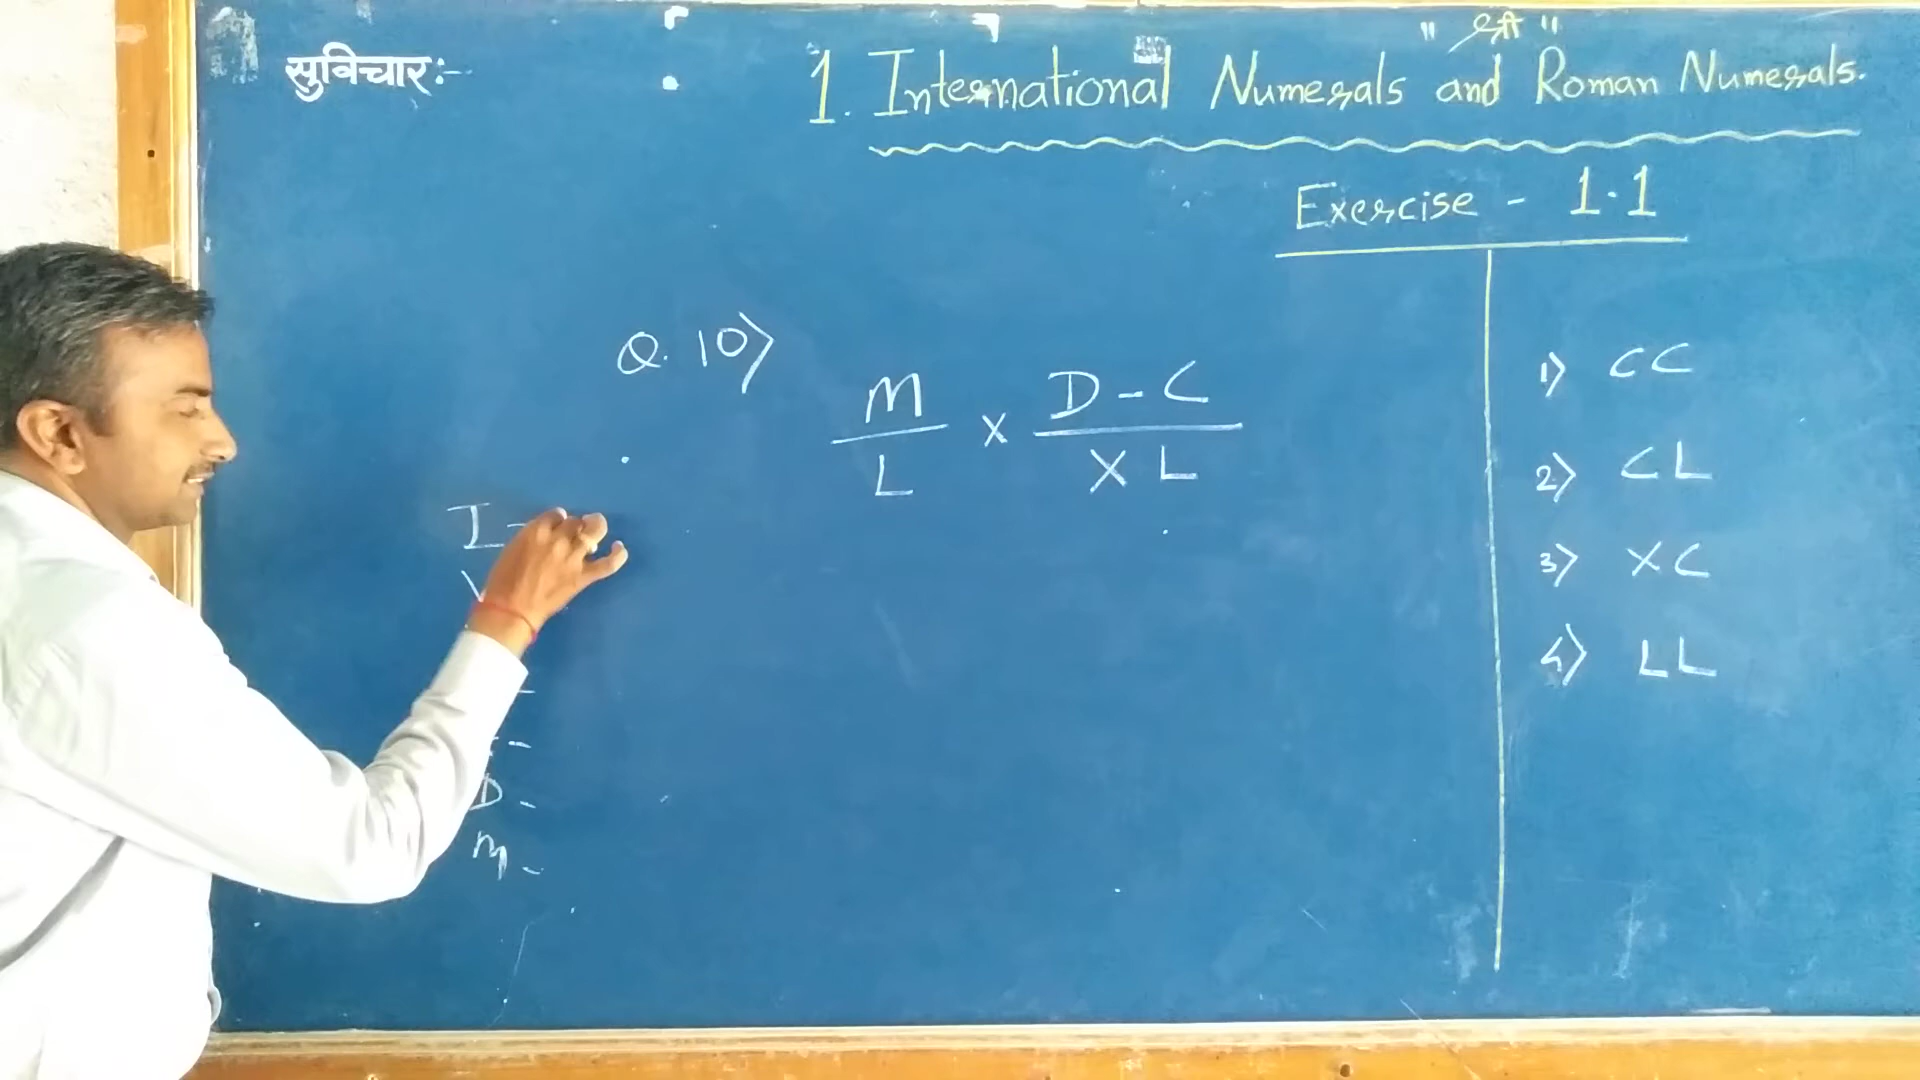 " श्री "
सुविचार:-
1. International Numerals and Roman Numerals.
Exercise - 1.1
Q. 10>
M/L × D-C/XL
1> CC
2> CL
3> XC
4> LL
I -
V
D -
M -